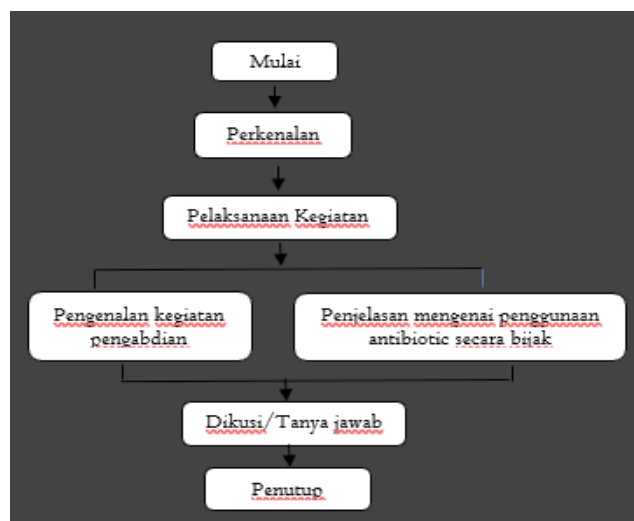 Mulai
Perkenalan
Pelaksanaan Kegiatan
Pengenalan kegiatan
pengabdian
Penjelasan mengenai penggunaan
antibiotic secara bijak
Dikusi/Tanya jawab
Penutup